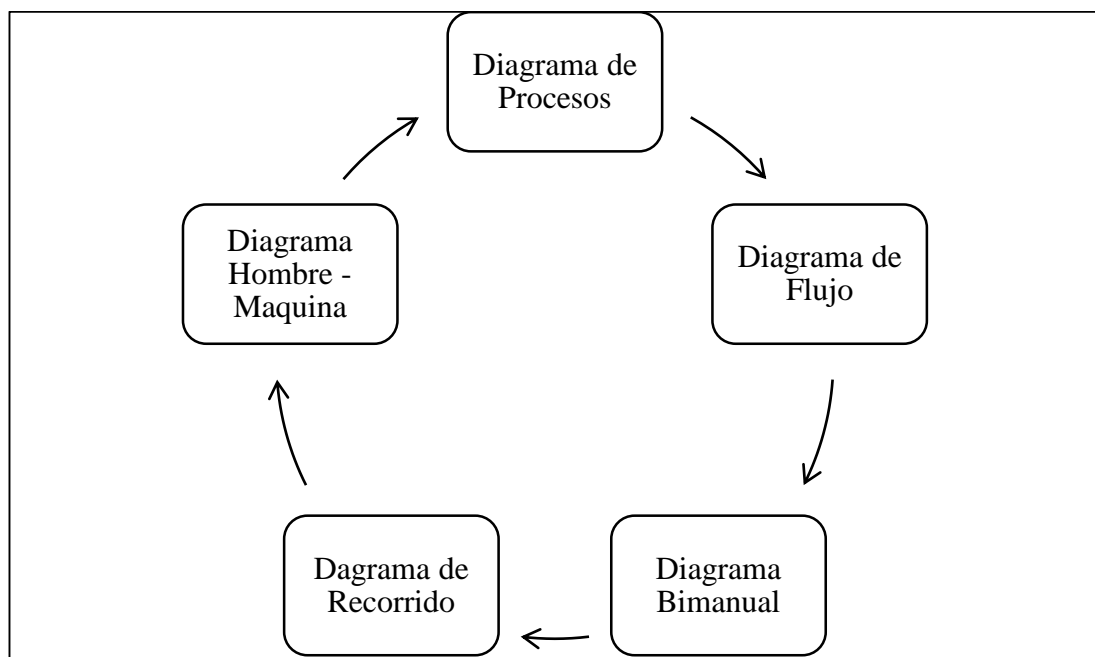 Diagrama de
Procesos
Diagrama de
Flujo
Diagrama
Bimanual
Dagrama de
Recorrido
Diagrama
Hombre -
Maquina